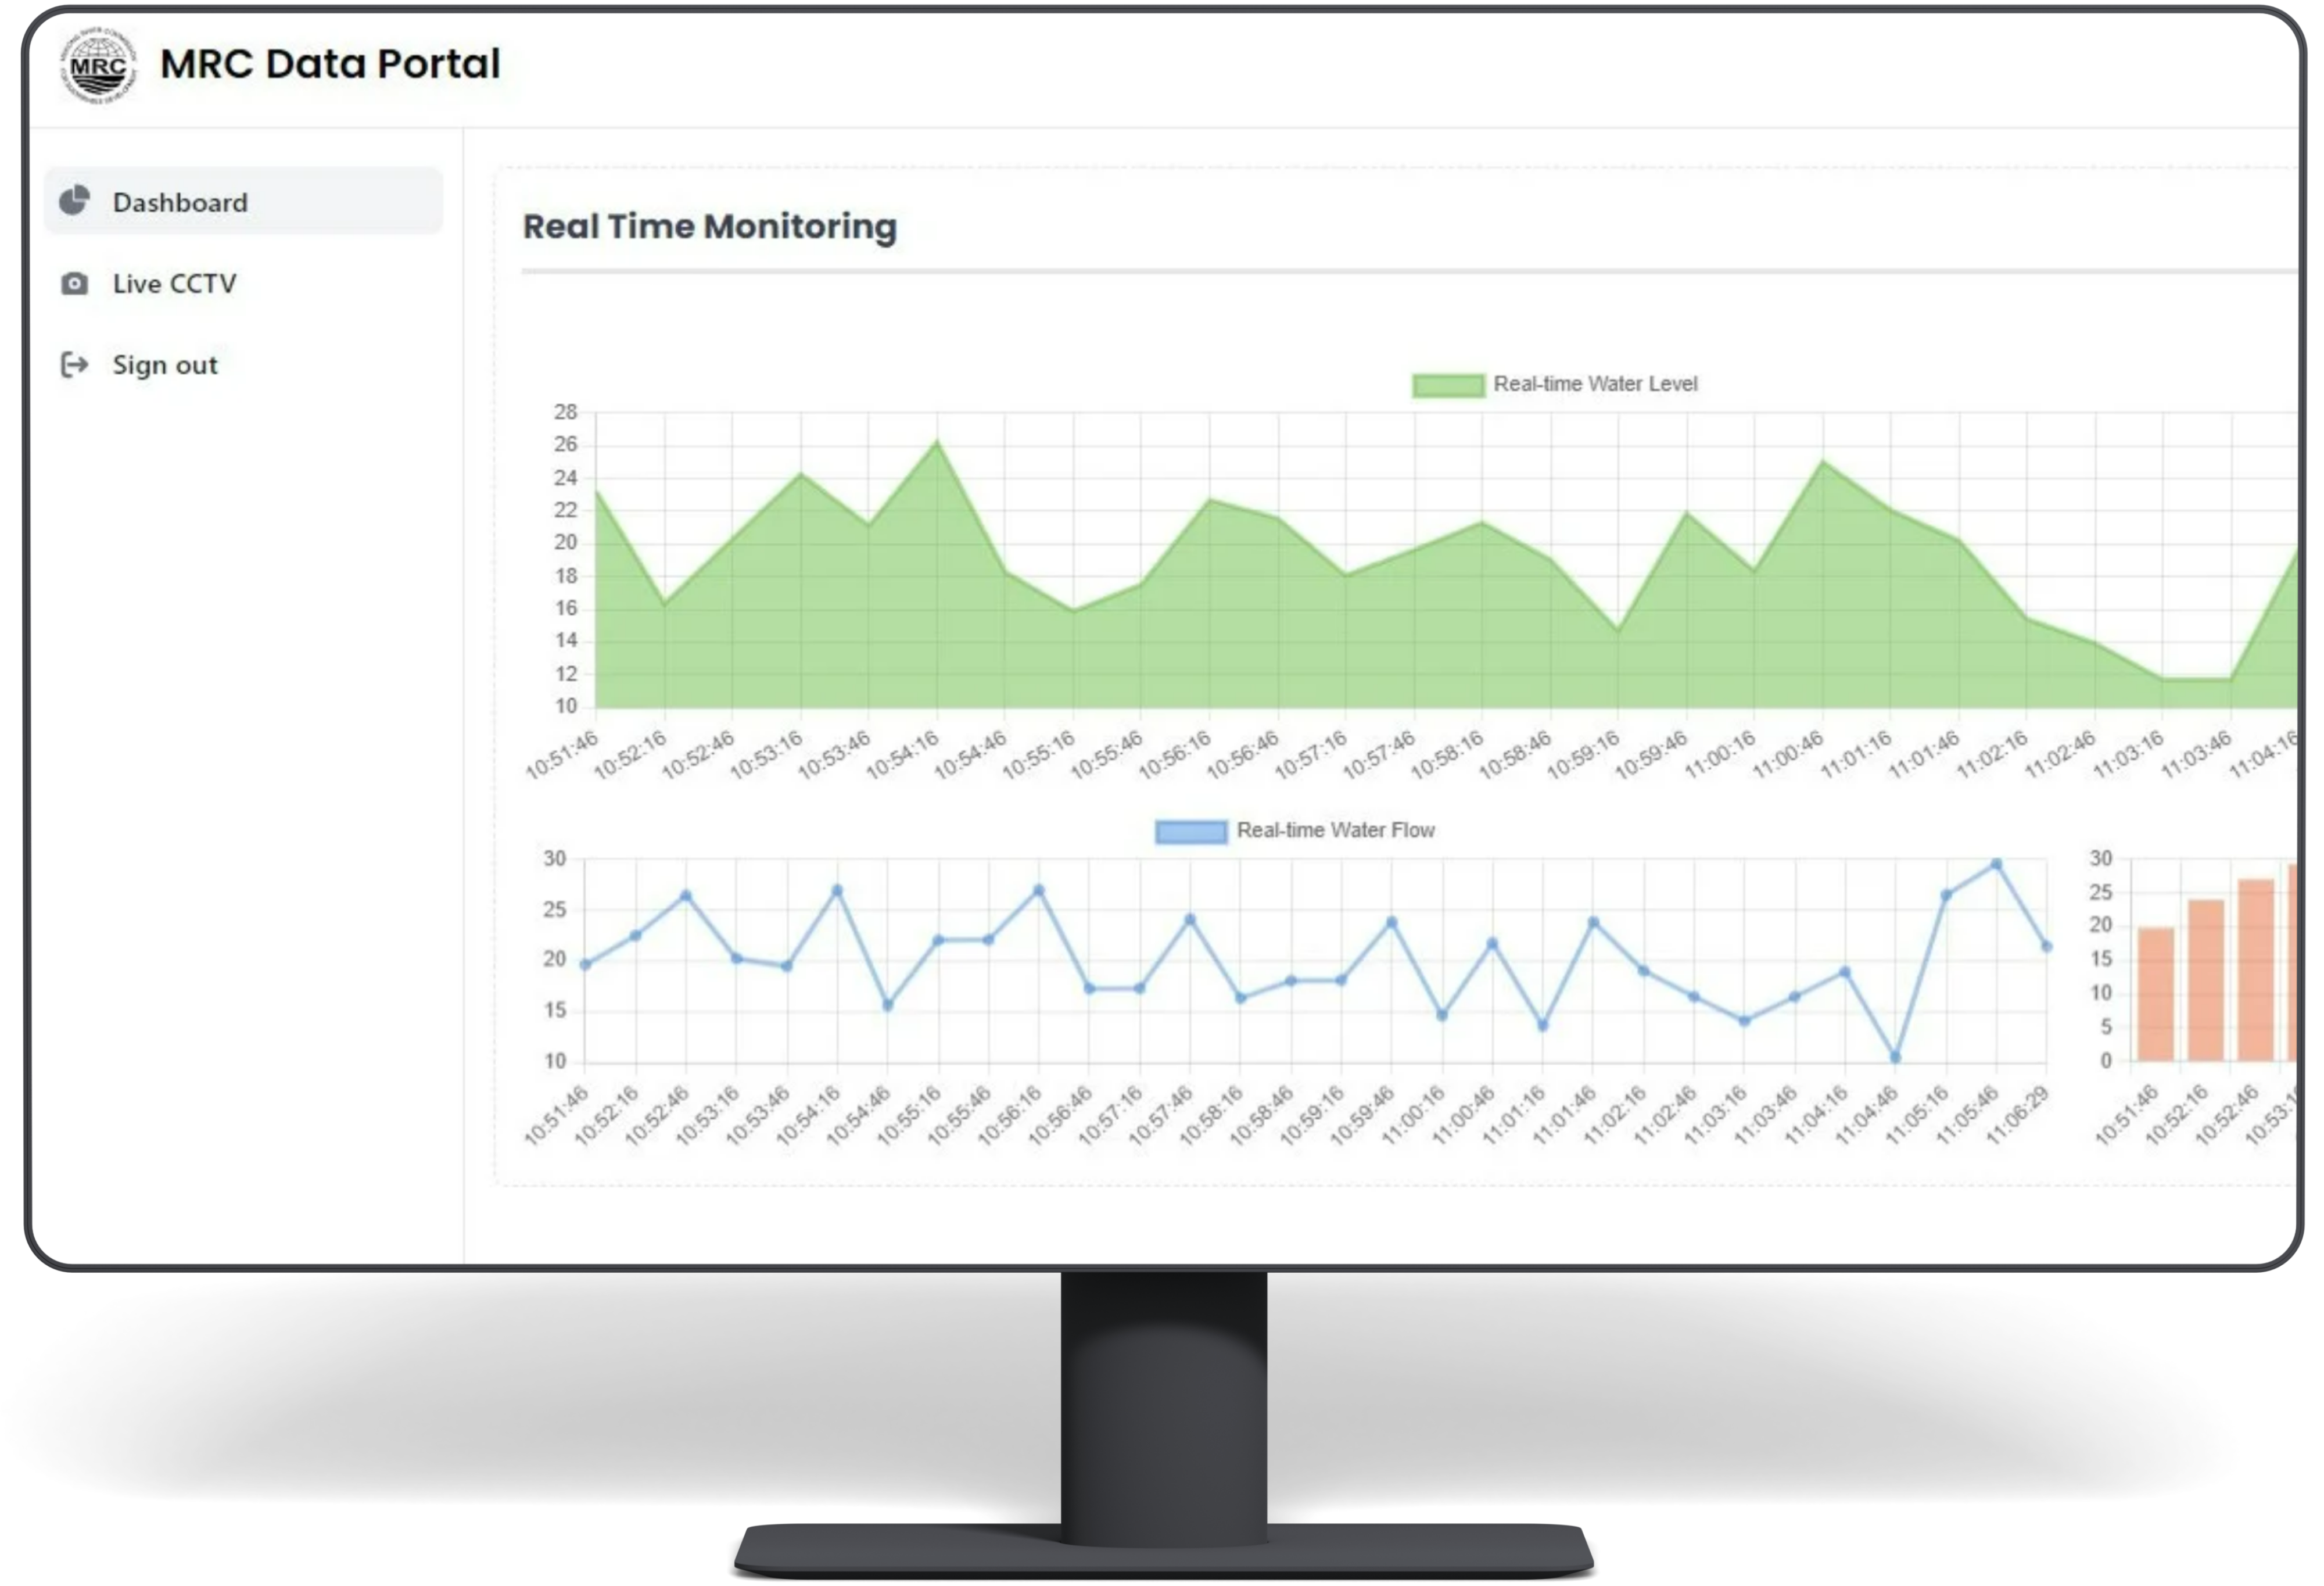 MRC
MRC Data Portal
Dashboard
Live CCTV
Sign out
Real Time Monitoring
Real-time Water Level
28
26
24
22
20
18
16
14
12
10
10:51:46 10:52:16 10:52:46 10:53:16 10:53:46 10:54:16 10:54:46 10:55:16 10:55:46 10:56:16 10:56:46 10:57:16 10:57:46 10:58:16 10:58:46 10:59:16 10:59:46 11:00:16 11:00:46 11:01:16 11:01:46 11:02:16 11:02:46 11:03:16 11:03:46 11:04:16
Real-time Water Flow
30
25
20
15
10
10:51:46 10:52:16 10:52:46 10:53:16 10:53:46 10:54:16 10:54:46 10:55:16 10:55:46 10:56:16 10:56:46 10:57:16 10:57:46 10:58:16 10:58:46 10:59:16 10:59:46 11:00:16 11:00:46 11:01:16 11:01:46 11:02:16 11:02:46 11:03:16 11:03:46 11:04:16 11:04:46 11:05:16 11:05:46 11:06:29
30
25
20
15
10
5
0
10:51:46 10:52:16 10:52:46